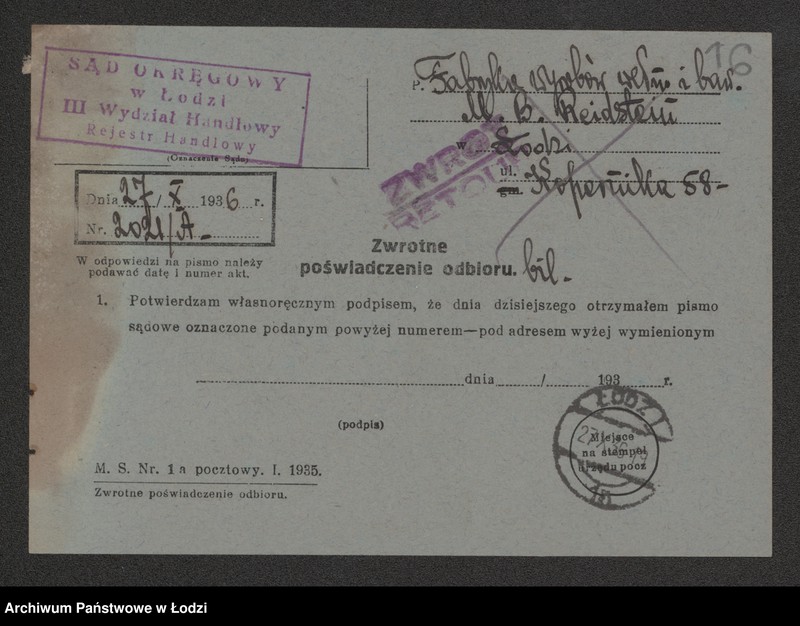 16
SĄD OKRĘGOWY
w Łodzi
III Wydział Handlowy
Rejestr Handlowy
(Oznaczenie Sądu)
P. Fabryka wyrobów wełn. i baw.
M. B. Reidstein
w Łodzi
ul. Kopernika 58-
gm.
ZWROT
RETOUR
Dnia 27/X 1936 r.
Nr. 2021/A-
W odpowiedzi na pismo należy
podawać datę i numer akt.
Zwrotne
poświadczenie odbioru. bil.-
1. Potwierdzam własnoręcznym podpisem, że dnia dzisiejszego otrzymałem pismo
sądowe oznaczone podanym powyżej numerem—pod adresem wyżej wymienionym
dnia / 193 r.
(podpis)
ŁÓDŹ
Miejsce
na stempel
urzędu pocz
M. S. Nr. 1 a pocztowy. I. 1935.
Zwrotne poświadczenie odbioru.
Archiwum Państwowe w Łodzi